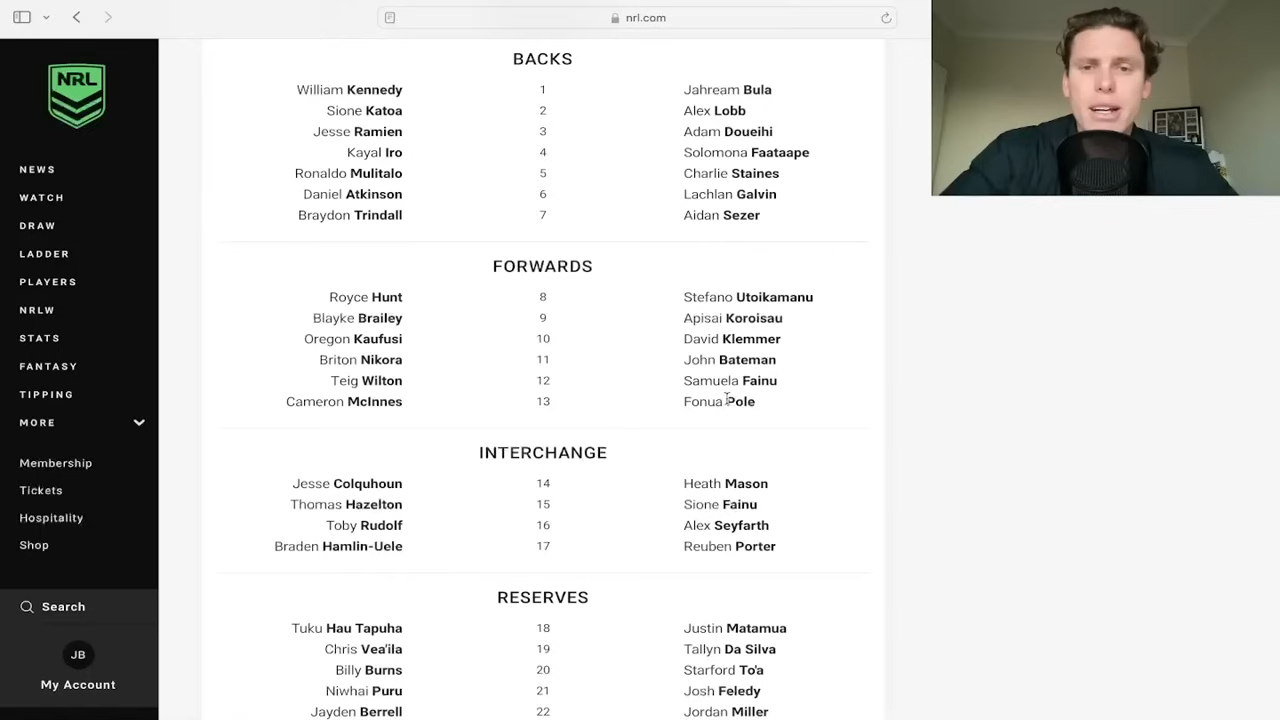 nrl.com
NRL
NEWS
WATCH
DRAW
LADDER
PLAYERS
NRLW
STATS
FANTASY
TIPPING
MORE
Membership
Tickets
Hospitality
Shop
Search
JB
My Account
BACKS
William Kennedy 1 Jahream Bula
Sione Katoa 2 Alex Lobb
Jesse Ramien 3 Adam Doueihi
Kayal Iro 4 Solomona Faataape
Ronaldo Mulitalo 5 Charlie Staines
Daniel Atkinson 6 Lachlan Galvin
Braydon Trindall 7 Aidan Sezer
FORWARDS
Royce Hunt 8 Stefano Utoikamanu
Blayke Brailey 9 Apisai Koroisau
Oregon Kaufusi 10 David Klemmer
Briton Nikora 11 John Bateman
Teig Wilton 12 Samuela Fainu
Cameron McInnes 13 Fonua Pole
INTERCHANGE
Jesse Colquhoun 14 Heath Mason
Thomas Hazelton 15 Sione Fainu
Toby Rudolf 16 Alex Seyfarth
Braden Hamlin-Uele 17 Reuben Porter
RESERVES
Tuku Hau Tapuha 18 Justin Matamua
Chris Vea'ila 19 Tallyn Da Silva
Billy Burns 20 Starford To'a
Niwhai Puru 21 Josh Feledy
Jayden Berrell 22 Jordan Miller